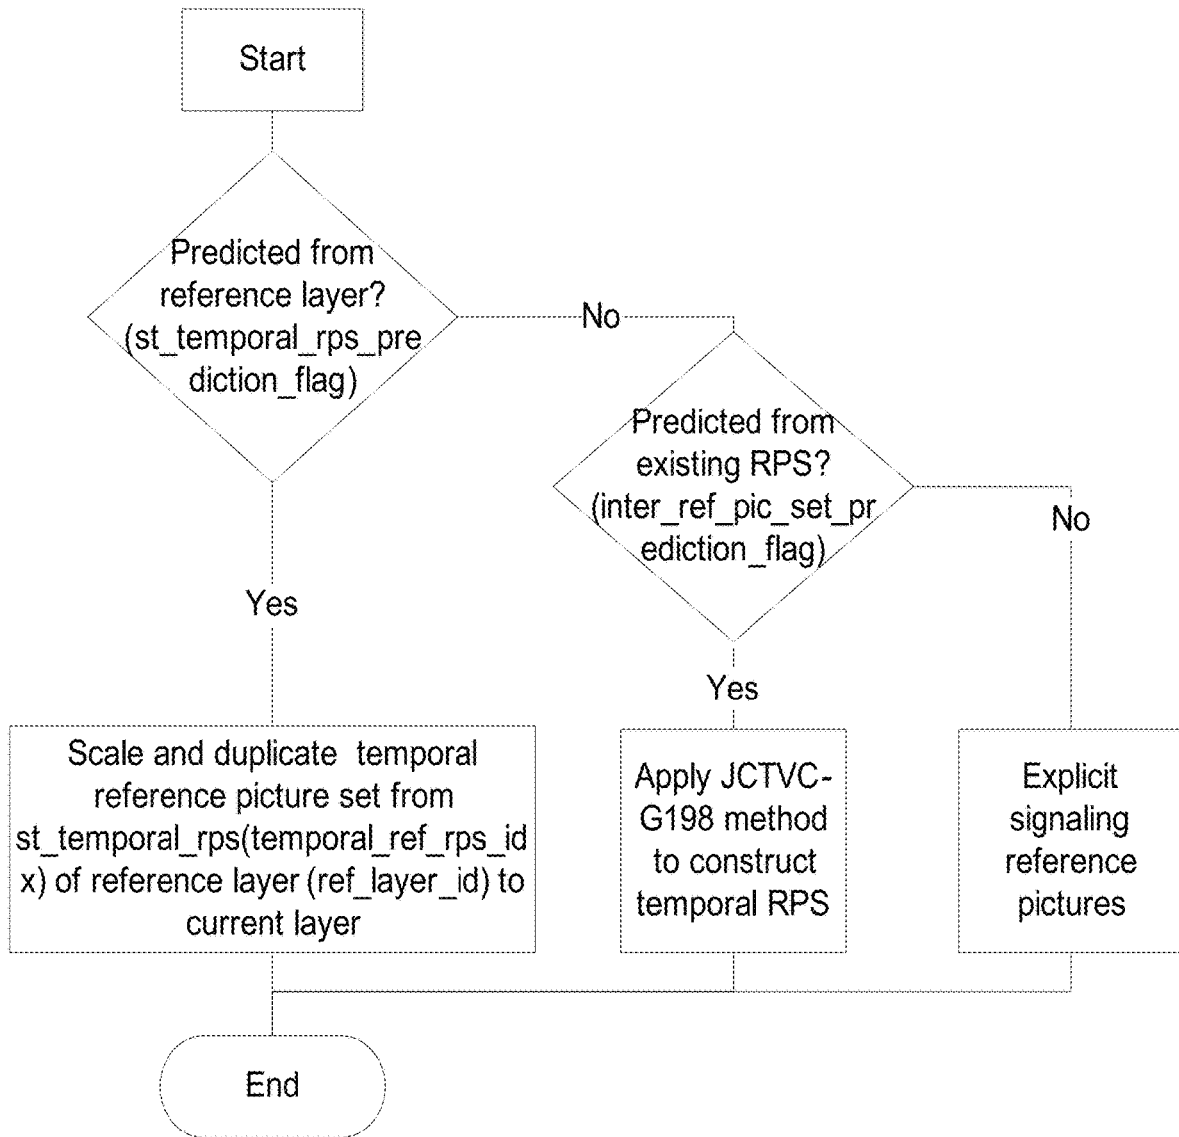 Start
Predicted from
reference layer?
(st_temporal_rps_pre
diction_flag)
No
Predicted from
existing RPS?
(inter_ref_pic_set_pr
ediction_flag)
No
Yes
Yes
Scale and duplicate temporal
reference picture set from
st_temporal_rps(temporal_ref_rps_id
x) of reference layer (ref_layer_id) to
current layer
Apply JCTVC-
G198 method
to construct
temporal RPS
Explicit
signaling
reference
pictures
End